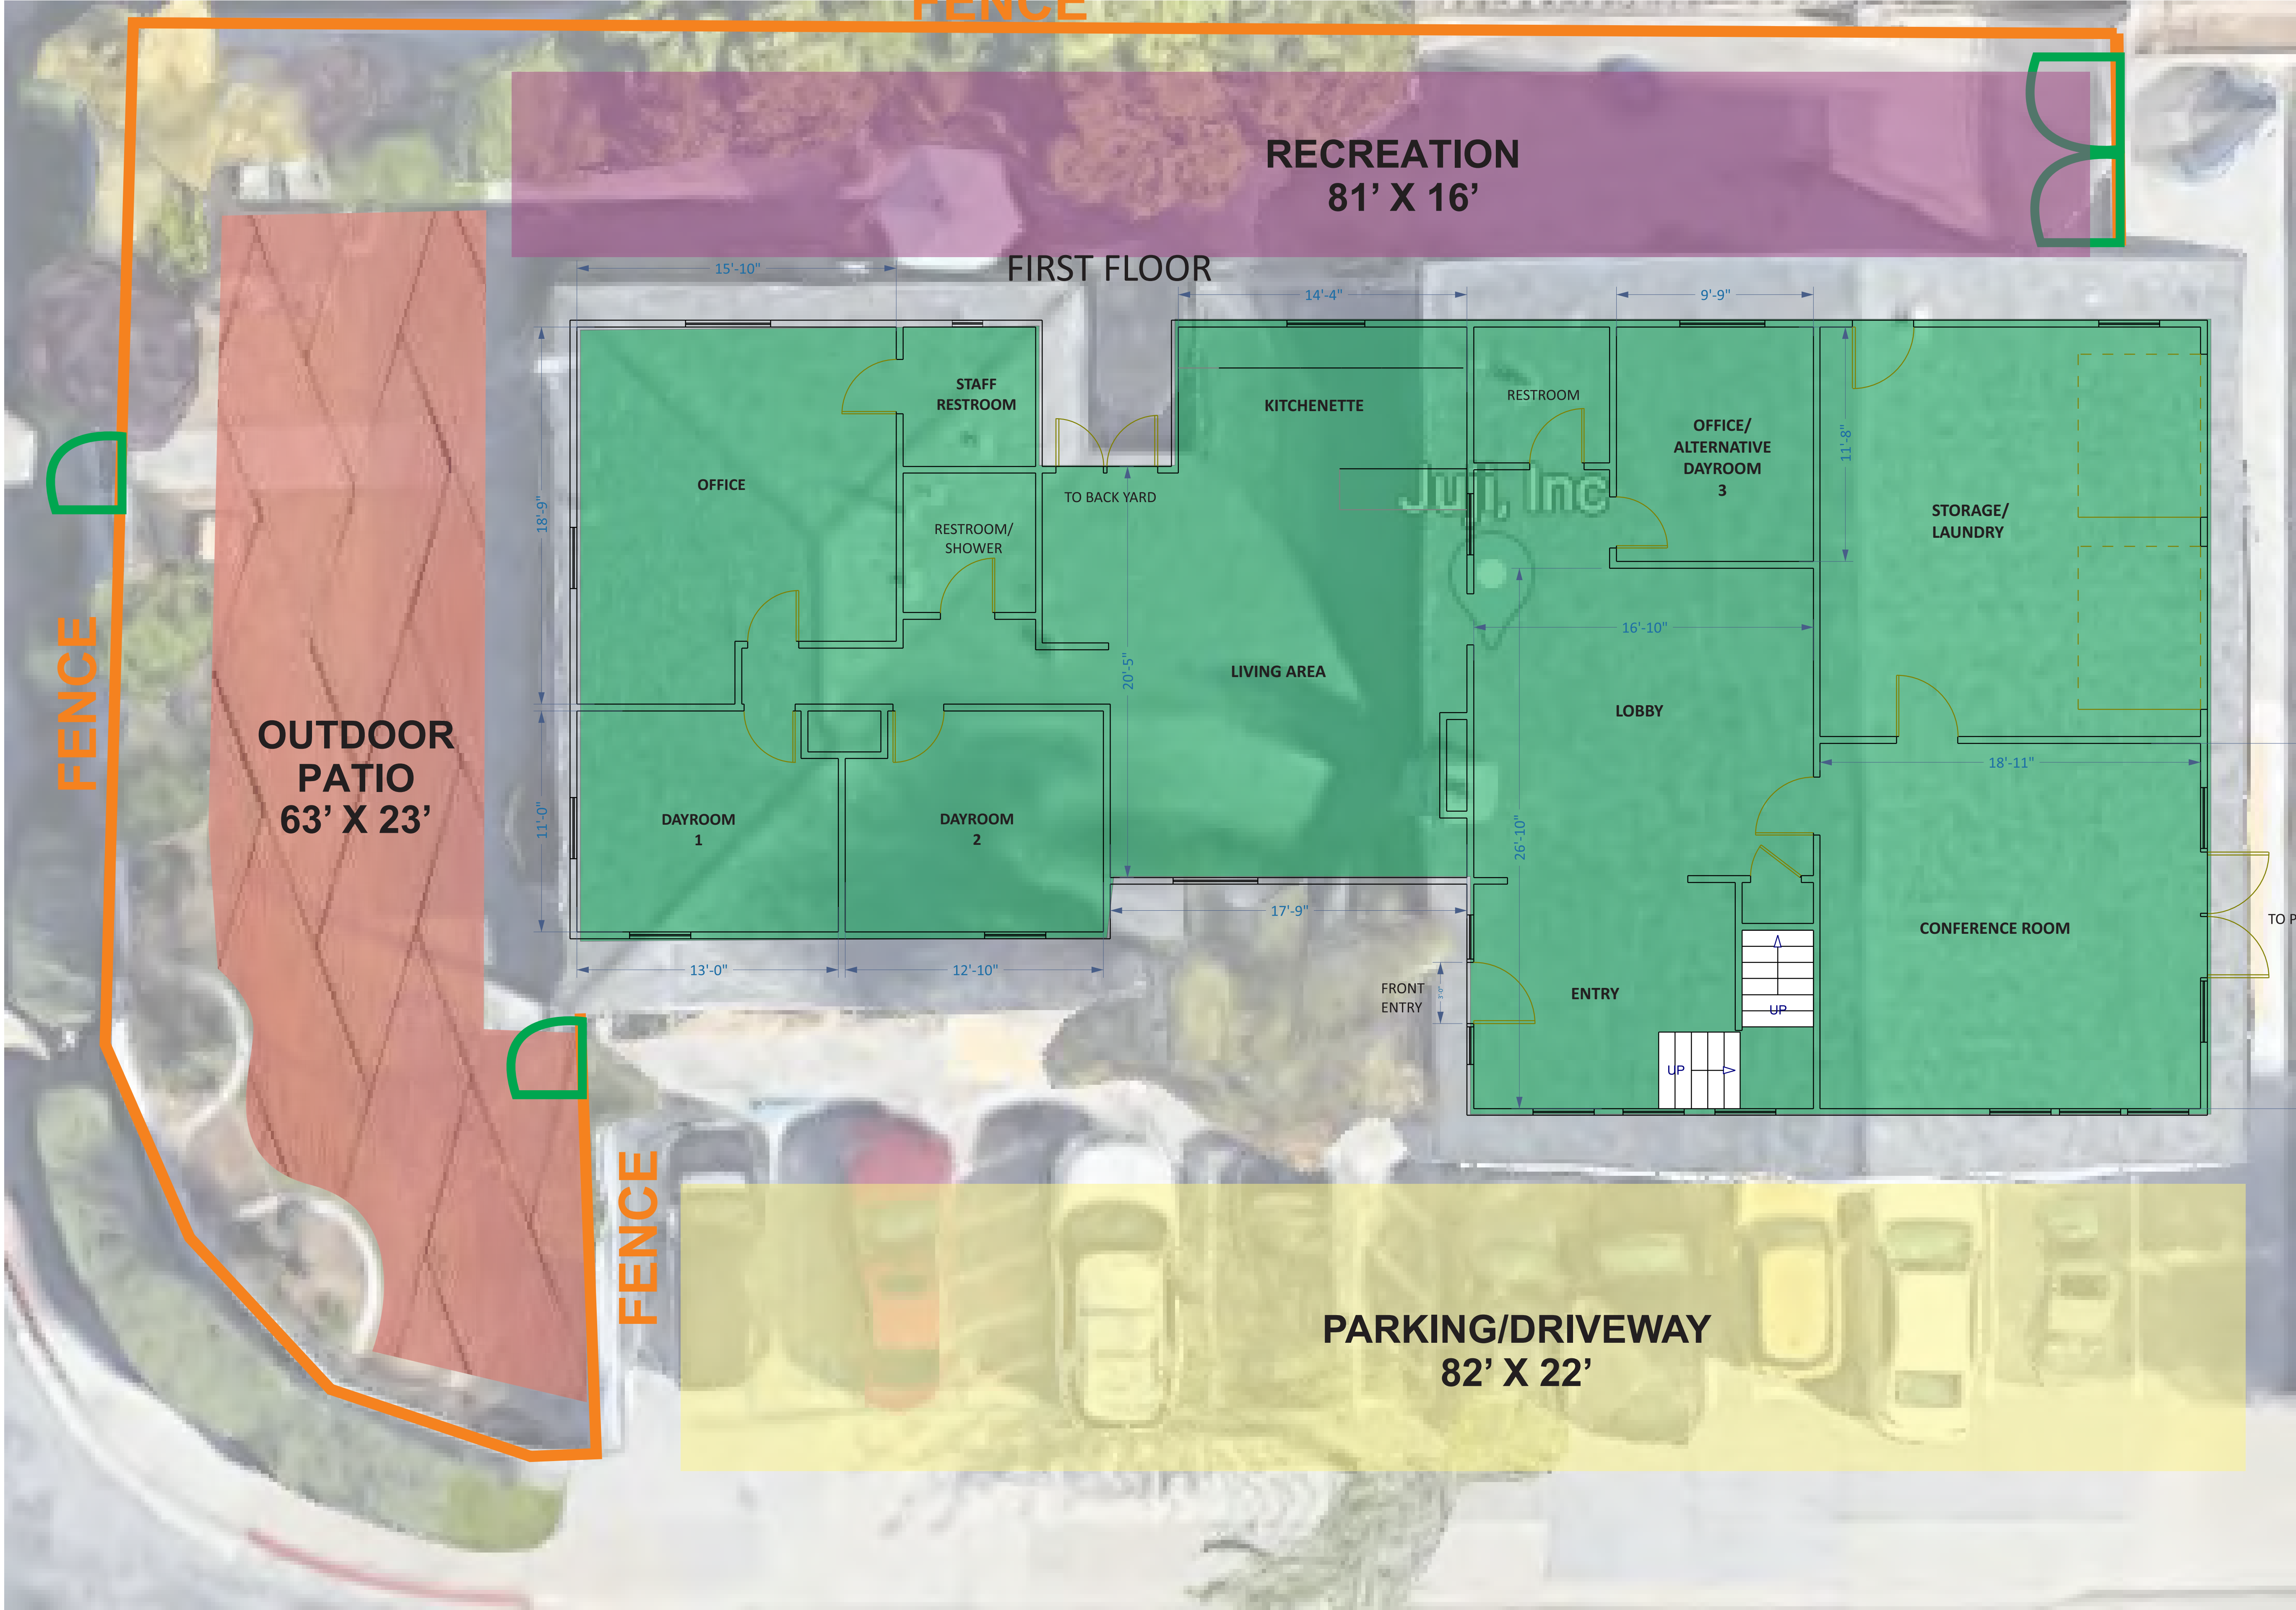 FENCE
RECREATION
81’ X 16’
FIRST FLOOR
15'-10"
14'-4"
9'-9"
STAFF
RESTROOM
KITCHENETTE
RESTROOM
OFFICE/
ALTERNATIVE
DAYROOM
3
11'-8"
OFFICE
TO BACK YARD
Juji, Inc
18'-9"
RESTROOM/
SHOWER
STORAGE/
LAUNDRY
16'-10"
20'-5"
LIVING AREA
LOBBY
FENCE
OUTDOOR
PATIO
63’ X 23’
18'-11"
11'-0"
DAYROOM
1
DAYROOM
2
26'-10"
17'-9"
CONFERENCE ROOM
TO P
13'-0"
12'-10"
FRONT
ENTRY
ENTRY
UP
UP
FENCE
PARKING/DRIVEWAY
82’ X 22’